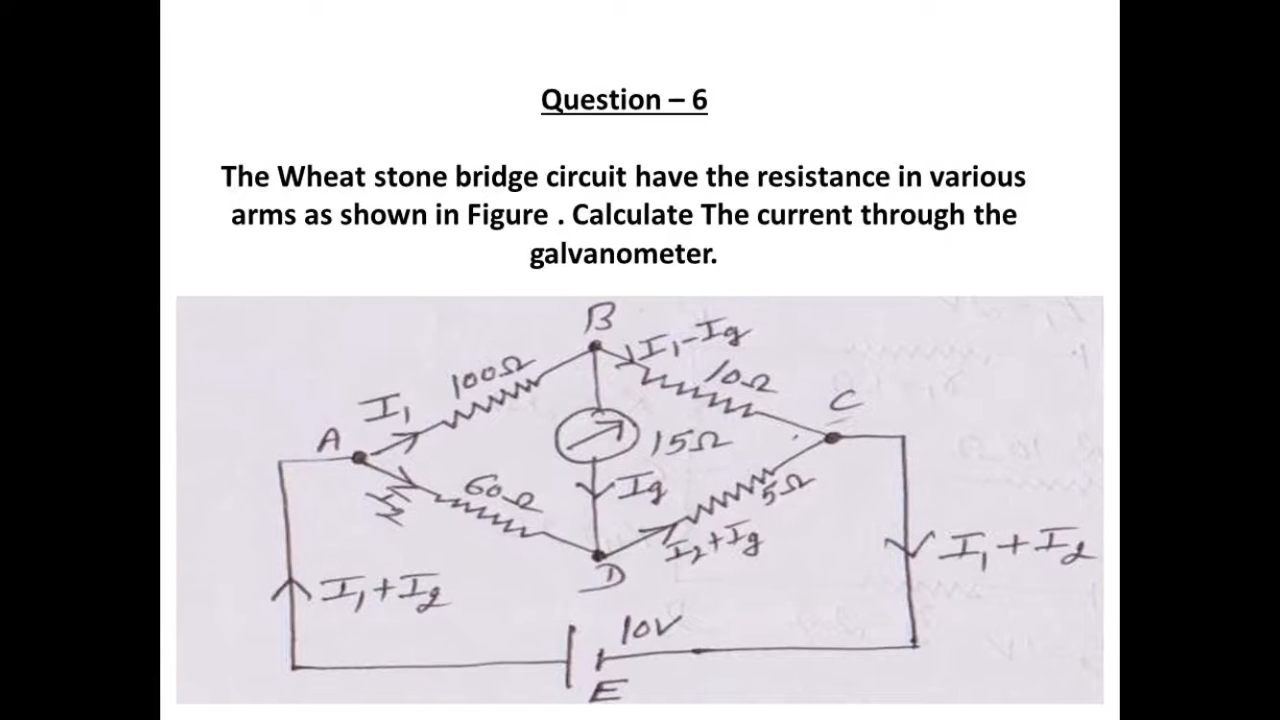 Question – 6
The Wheat stone bridge circuit have the resistance in various
arms as shown in Figure . Calculate The current through the
galvanometer.
B
I₁-Ig
100Ω
10Ω
I₁
C
A
15Ω
60Ω
Ig
5Ω
I₂
I₂+Ig
D
I₁+I₂
I₁+I₂
10V
E